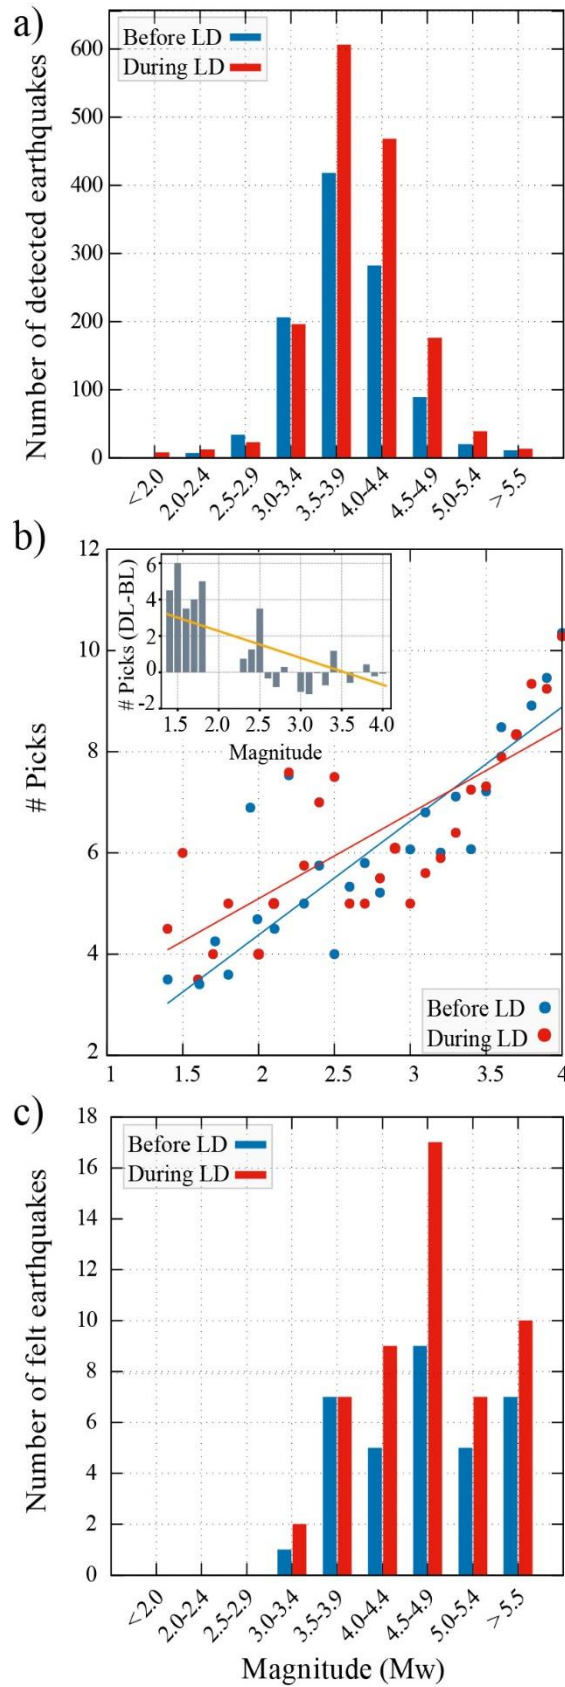 a)
Number of detected earthquakes
Before LD
During LD
600
500
400
300
200
100
0
< 2.0
2.0-2.4
2.5-2.9
3.0-3.4
3.5-3.9
4.0-4.4
4.5-4.9
5.0-5.4
> 5.5
b)
# Picks
12
10
8
6
4
2
# Picks (DL-BL)
6
4
2
0
-2
1.5 2.0 2.5 3.0 3.5 4.0
Magnitude
Before LD
During LD
1 1.5 2 2.5 3 3.5 4
c)
Number of felt earthquakes
Before LD
During LD
18
16
14
12
10
8
6
4
2
0
< 2.0
2.0-2.4
2.5-2.9
3.0-3.4
3.5-3.9
4.0-4.4
4.5-4.9
5.0-5.4
> 5.5
Magnitude (Mw)